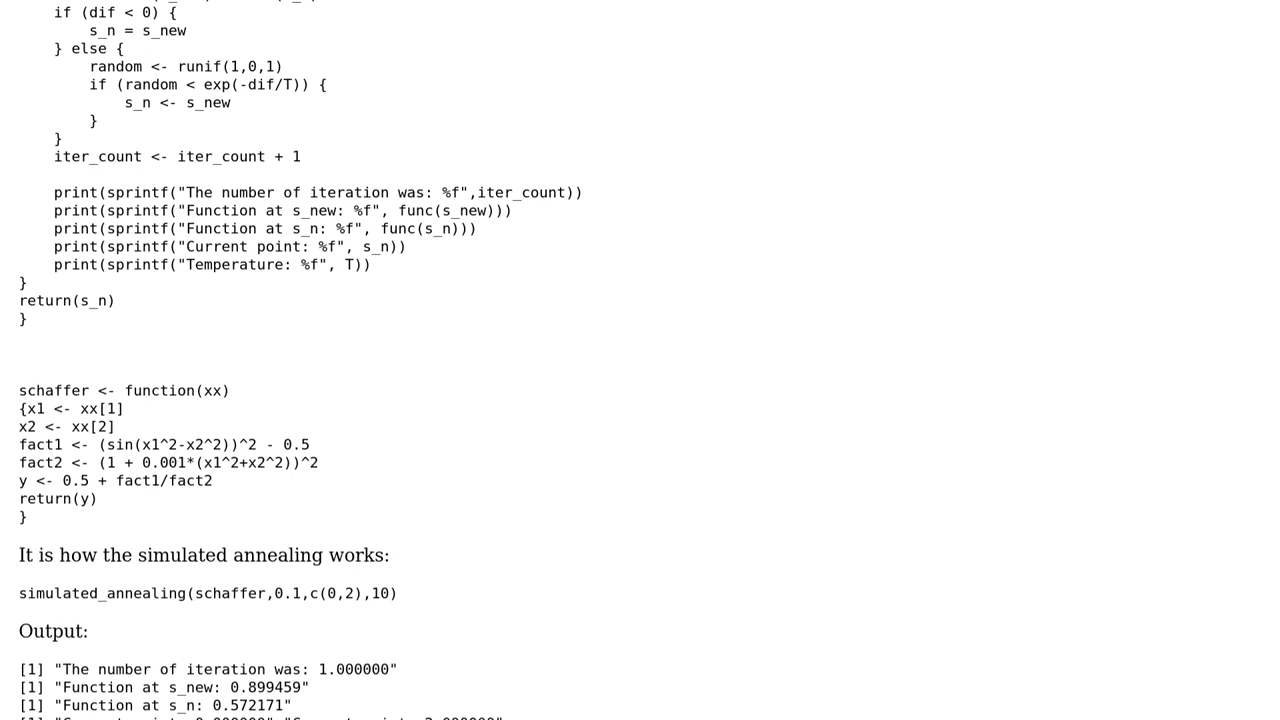 if (dif < 0) {
s_n = s_new
} else {
random <- runif(1,0,1)
if (random < exp(-dif/T)) {
s_n <- s_new
}
}
iter_count <- iter_count + 1
print(sprintf("The number of iteration was: %f",iter_count))
print(sprintf("Function at s_new: %f", func(s_new)))
print(sprintf("Function at s_n: %f", func(s_n)))
print(sprintf("Current point: %f", s_n))
print(sprintf("Temperature: %f", T))
}
return(s_n)
}
schaffer <- function(xx)
{x1 <- xx[1]
x2 <- xx[2]
fact1 <- (sin(x1^2-x2^2))^2 - 0.5
fact2 <- (1 + 0.001*(x1^2+x2^2))^2
y <- 0.5 + fact1/fact2
return(y)
}
It is how the simulated annealing works:
simulated_annealing(schaffer,0.1,c(0,2),10)
Output:
[1] "The number of iteration was: 1.000000"
[1] "Function at s_new: 0.899459"
[1] "Function at s_n: 0.572171"